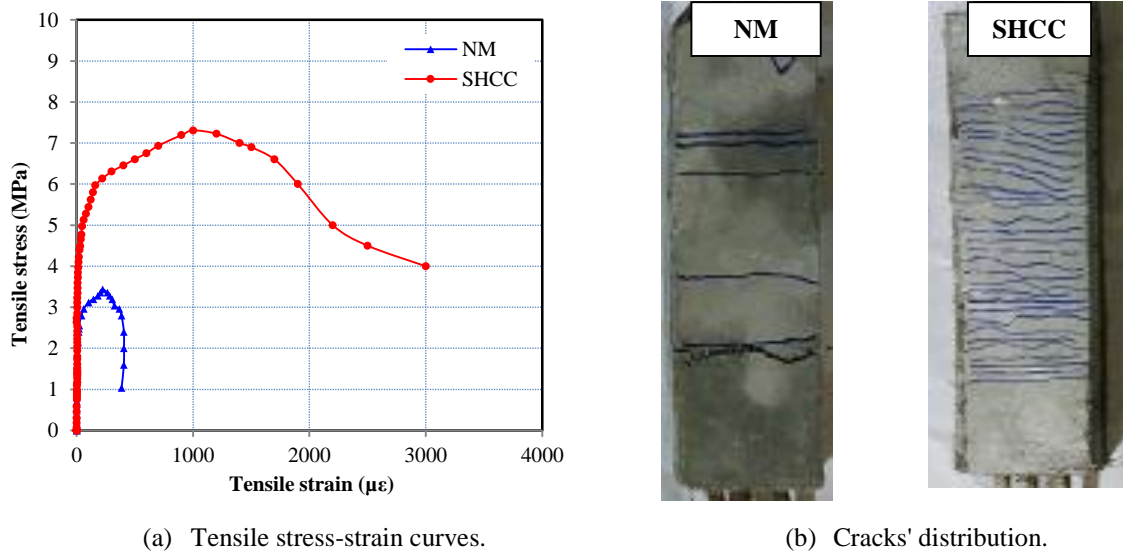 10
9
8
7
6
5
4
3
2
1
0
Tensile stress (MPa)
NM
SHCC
0 1000 2000 3000 4000
Tensile strain (με)
NM
SHCC
(a) Tensile stress-strain curves.
(b) Cracks' distribution.